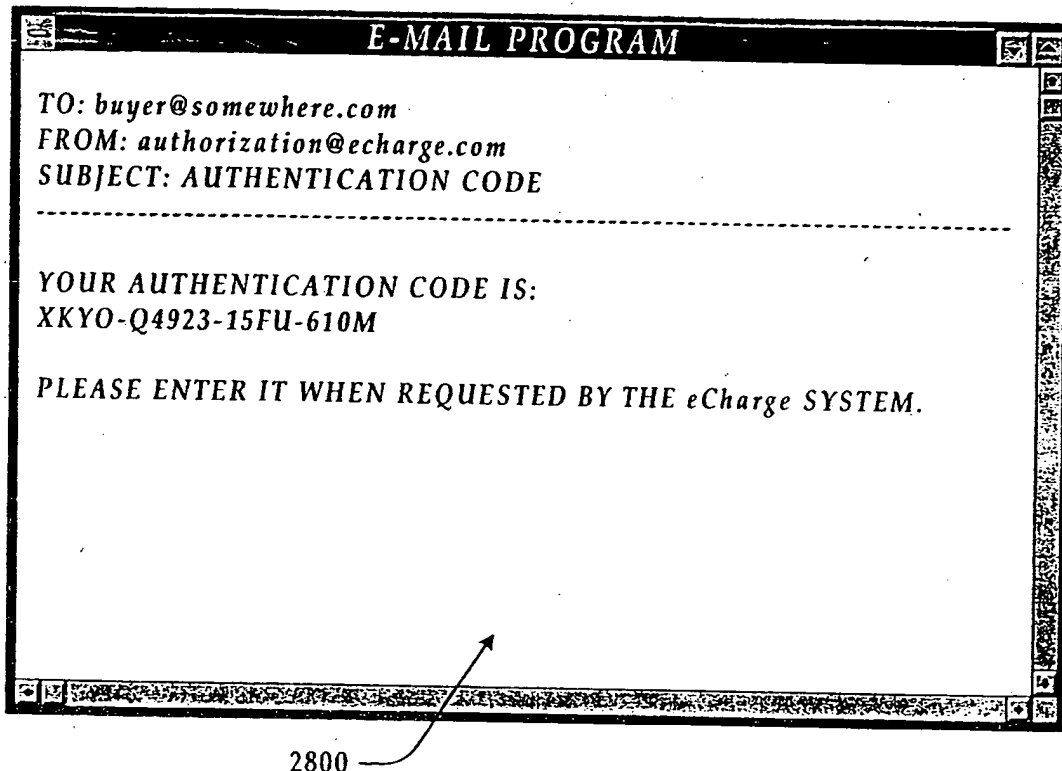 E-MAIL PROGRAM
TO: buyer@somewhere.com
FROM: authorization@echarge.com
SUBJECT: AUTHENTICATION CODE
YOUR AUTHENTICATION CODE IS:
XKYO-Q4923-15FU-610M
PLEASE ENTER IT WHEN REQUESTED BY THE eCharge SYSTEM.
2800